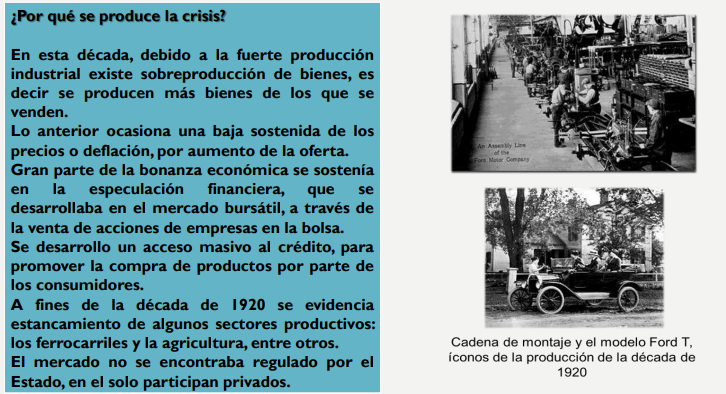 ¿Por qué se produce la crisis?
En esta década, debido a la fuerte producción
industrial existe sobreproducción de bienes, es
decir se producen más bienes de los que se
venden.
Lo anterior ocasiona una baja sostenida de los
precios o deflación, por aumento de la oferta.
Gran parte de la bonanza económica se sostenía
en la especulación financiera, que se
desarrollaba en el mercado bursátil, a través de
la venta de acciones de empresas en la bolsa.
Se desarrollo un acceso masivo al crédito, para
promover la compra de productos por parte de
los consumidores.
A fines de la década de 1920 se evidencia
estancamiento de algunos sectores productivos:
los ferrocarriles y la agricultura, entre otros.
El mercado no se encontraba regulado por el
Estado, en el solo participan privados.
An Assembly Line
of the
Ford Motor Company
Cadena de montaje y el modelo Ford T,
íconos de la producción de la década de
1920